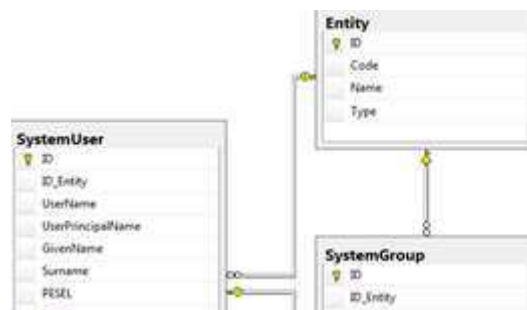 Entity
ID
Code
Name
Type
SystemUser
ID
ID_Entity
UserName
UserPrincipalName
GivenName
Surname
PESEL
SystemGroup
ID
ID_Entity